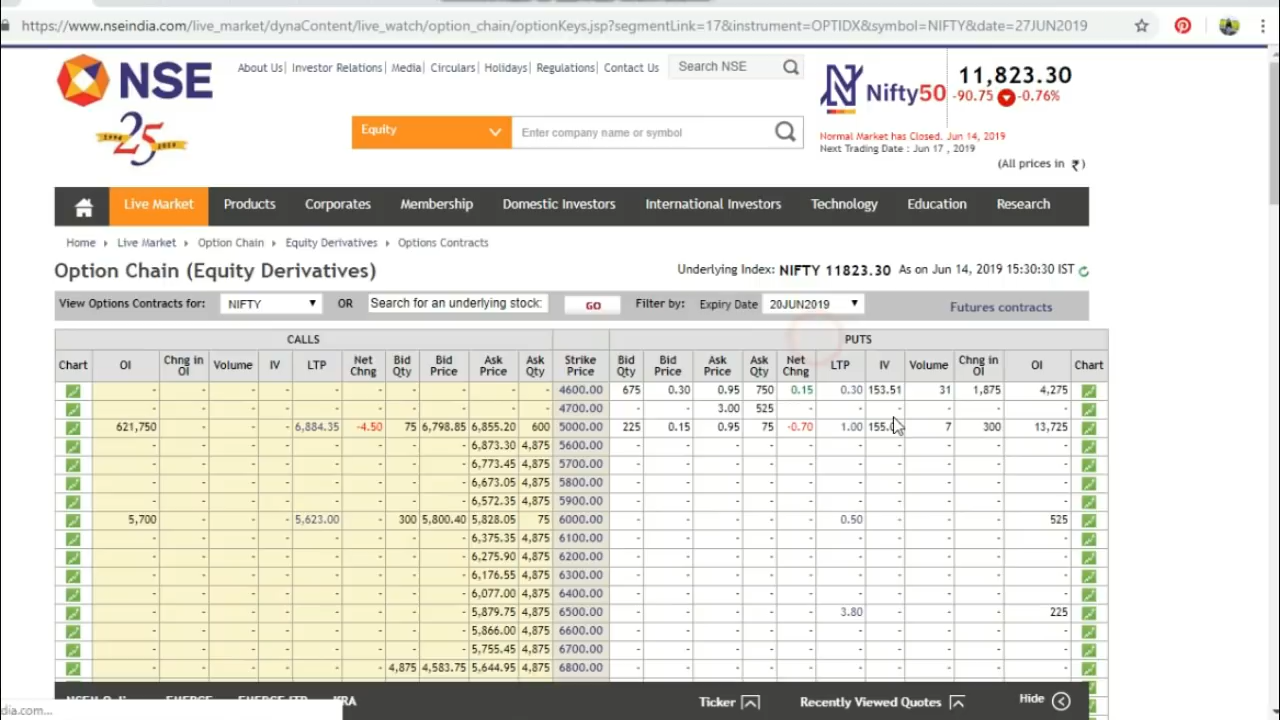 https://www.nseindia.com/live_market/dynaContent/live_watch/option_chain/optionKeys.jsp?segmentLink=17&instrument=OPTIDX&symbol=NIFTY&date=27JUN2019
NSE
About Us| Investor Relations| Media| Circulars| Holidays| Regulations| Contact Us
Search NSE
Nifty50
11,823.30
-90.75 -0.76%
25
Equity
Enter company name or symbol
Normal Market has Closed. Jun 14, 2019
Next Trading Date : Jun 17 , 2019
(All prices in ₹ )
Live Market Products Corporates Membership Domestic Investors International Investors Technology Education Research
Home Live Market Option Chain Equity Derivatives Options Contracts
Option Chain (Equity Derivatives)
Underlying Index: NIFTY 11823.30 As on Jun 14, 2019 15:30:30 IST
View Options Contracts for: NIFTY OR Search for an underlying stock: GO Filter by: Expiry Date 20JUN2019 Futures contracts
CALLS PUTS
Chart OI Chng in OI Volume IV LTP Net Chng Bid Qty Bid Price Ask Price Ask Qty Strike Price Bid Qty Bid Price Ask Price Ask Qty Net Chng LTP IV Volume Chng in OI OI Chart
- - - - - - - - - - 4600.00 675 0.30 0.95 750 0.15 0.30 153.51 31 1,875 4,275
- - - - - - - - - - 4700.00 - - 3.00 525 - - - - - -
621,750 - - - 6,884.35 -4.50 75 6,798.85 6,855.20 600 5000.00 225 0.15 0.95 75 -0.70 1.00 7 300 13,725
- - - - - - - - 6,873.30 4,875 5600.00 - - - - - - - - - -
- - - - - - - - 6,773.45 4,875 5700.00 - - - - - - - - - -
- - - - - - - - 6,673.05 4,875 5800.00 - - - - - - - - - -
- - - - - - - - 6,572.35 4,875 5900.00 - - - - - - - - - -
5,700 - - - 5,623.00 - 300 5,800.40 5,828.05 75 6000.00 - - - - - 0.50 - - - 525
- - - - - - - - 6,375.35 4,875 6100.00 - - - - - - - - - -
- - - - - - - - 6,275.90 4,875 6200.00 - - - - - - - - - -
- - - - - - - - 6,176.55 4,875 6300.00 - - - - - - - - - -
- - - - - - - - 6,077.00 4,875 6400.00 - - - - - - - - - -
- - - - - - - - 5,879.75 4,875 6500.00 - - - - - 3.80 - - - 225
- - - - - - - - 5,866.00 4,875 6600.00 - - - - - - - - - -
- - - - - - - - 5,755.45 4,875 6700.00 - - - - - - - - - -
- - - - - - 4,875 4,583.75 5,644.95 4,875 6800.00 - - - - - - - - - -
KRA Ticker Recently Viewed Quotes Hide
dia.com...